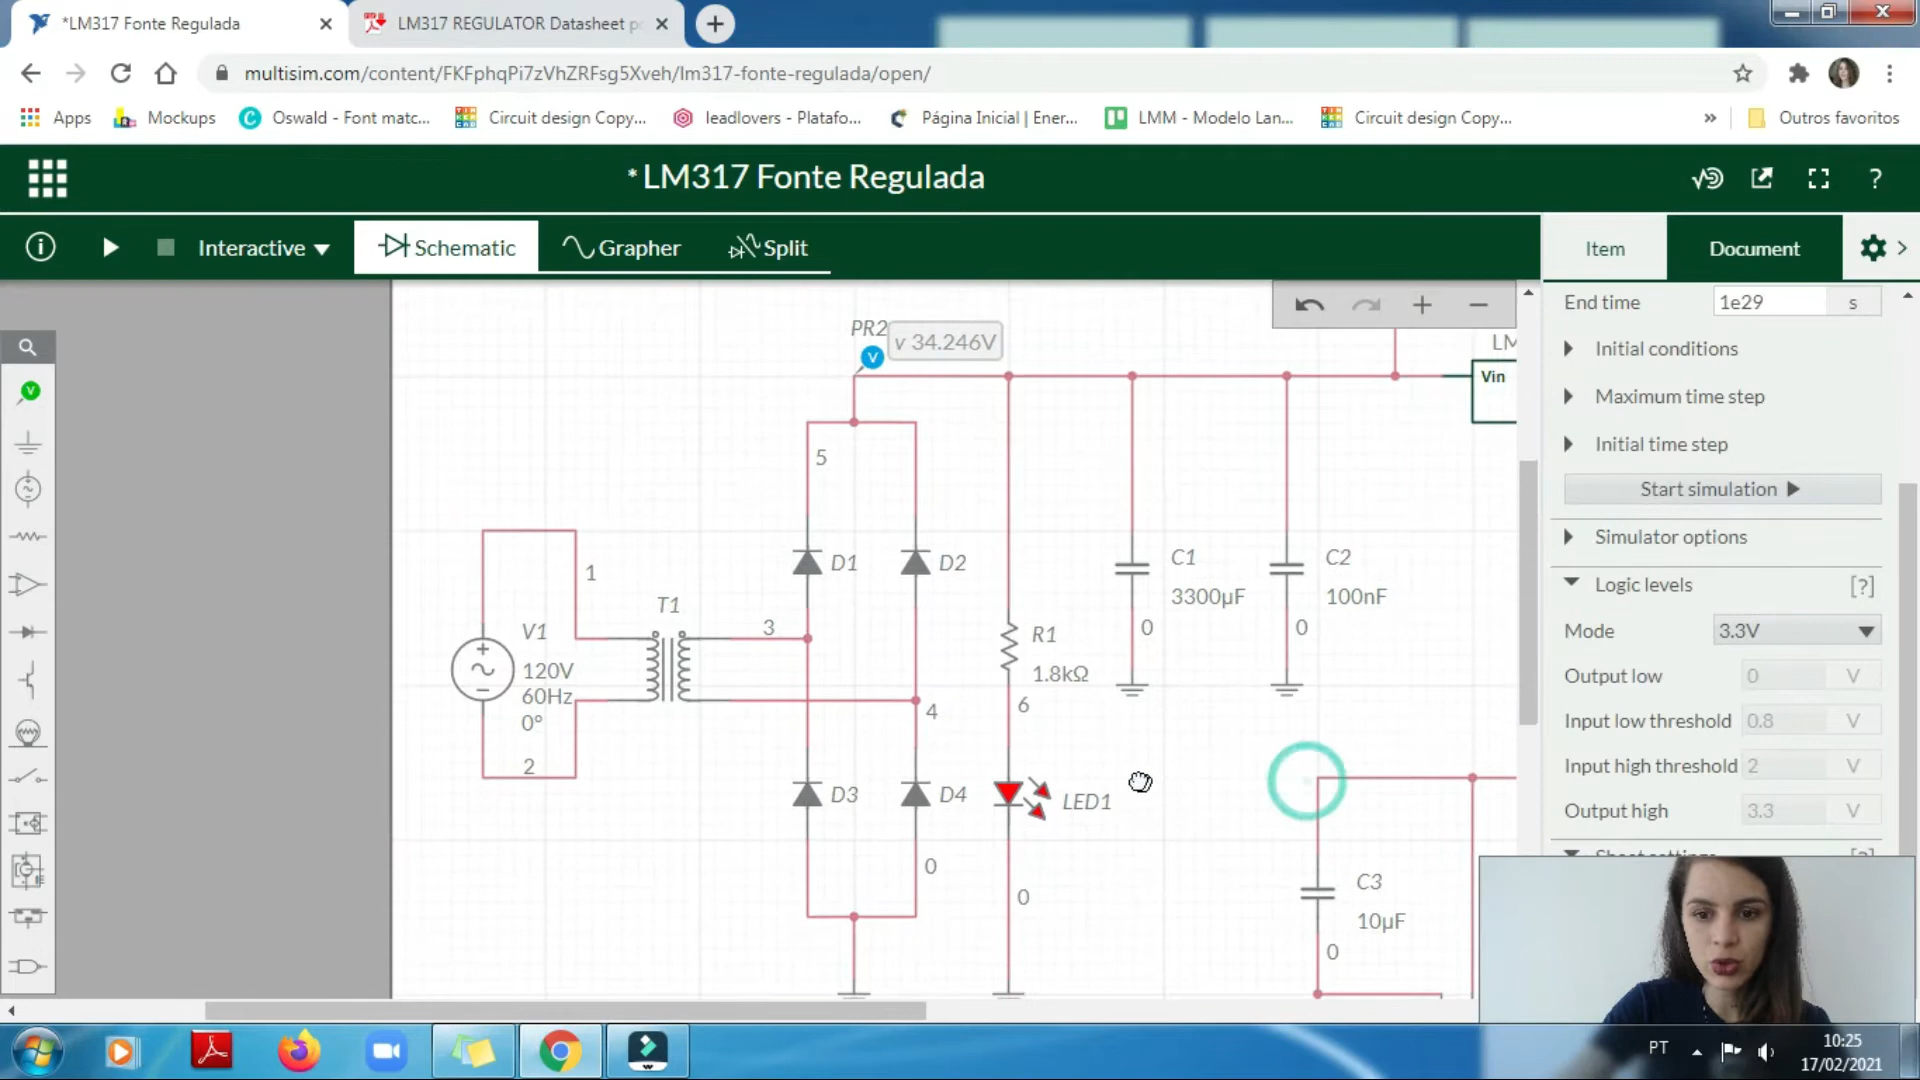 *LM317 Fonte Regulada
LM317 REGULATOR Datasheet p
multisim.com/content/FKFphqPi7zVhZRFsg5Xveh/lm317-fonte-regulada/open/
Apps
Mockups
Oswald - Font matc...
Circuit design Copy...
leadlovers - Platafo...
Página Inicial | Ener...
LMM - Modelo Lan...
Circuit design Copy...
»
Outros favoritos
* LM317 Fonte Regulada
?
Interactive
Schematic
Grapher
Split
Item
Document
End time
1e29
s
Initial conditions
Maximum time step
Initial time step
Start simulation
Simulator options
Logic levels
[?]
Mode
3.3V
Output low
0
V
Input low threshold
0.8
V
Input high threshold
2
V
Output high
3.3
V
PR2
v 34.246V
V
V
LM
Vin
5
D1
D2
C1
3300µF
0
C2
100nF
0
1
T1
3
V1
120V
60Hz
0°
2
4
R1
1.8kΩ
6
D3
D4
LED1
0
0
C3
10µF
0
PT
10:25
17/02/2021